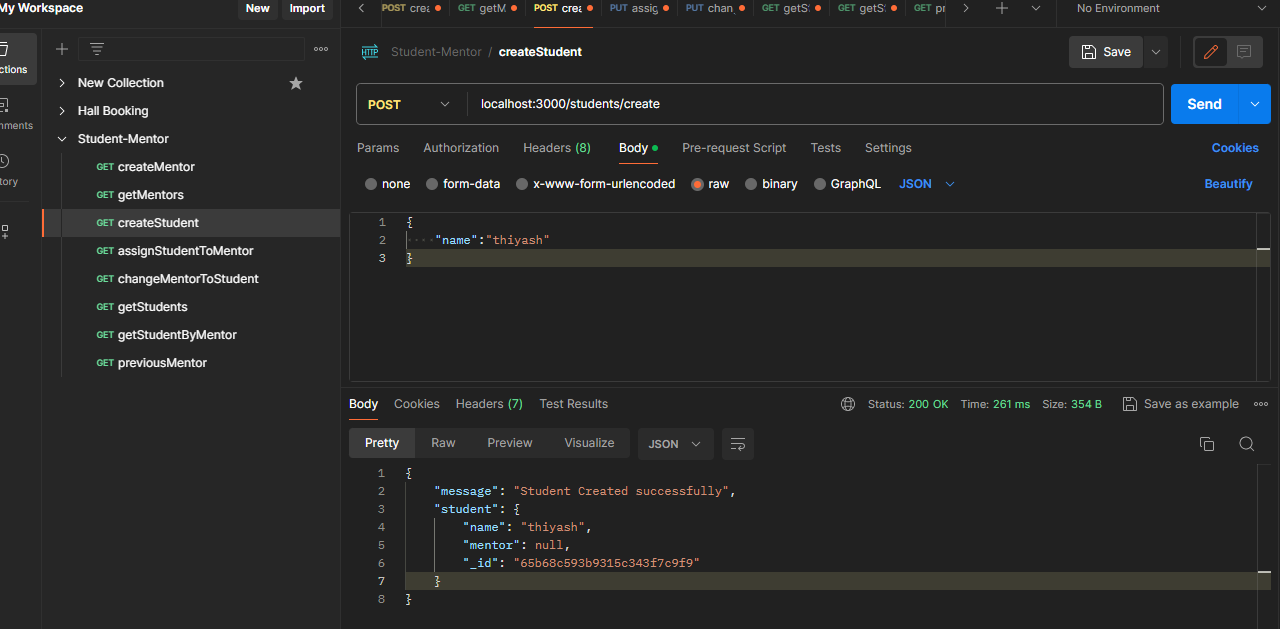 My Workspace New Import
POST crea GET getM POST crea PUT assig PUT chan GET getS GET getS GET pr No Environment
ctions
nments
tory
New Collection
Hall Booking
Student-Mentor
GET createMentor
GET getMentors
GET createStudent
GET assignStudentToMentor
GET changeMentorToStudent
GET getStudents
GET getStudentByMentor
GET previousMentor
HTTP Student-Mentor / createStudent Save
POST localhost:3000/students/create Send
Params Authorization Headers (8) Body Pre-request Script Tests Settings Cookies
none form-data x-www-form-urlencoded raw binary GraphQL JSON Beautify
1 {
2 ····"name":"thiyash"
3 }
Body Cookies Headers (7) Test Results Status: 200 OK Time: 261 ms Size: 354 B Save as example
Pretty Raw Preview Visualize JSON
1 {
2 "message": "Student Created successfully",
3 "student": {
4 "name": "thiyash",
5 "mentor": null,
6 "_id": "65b68c593b9315c343f7c9f9"
7 }
8 }